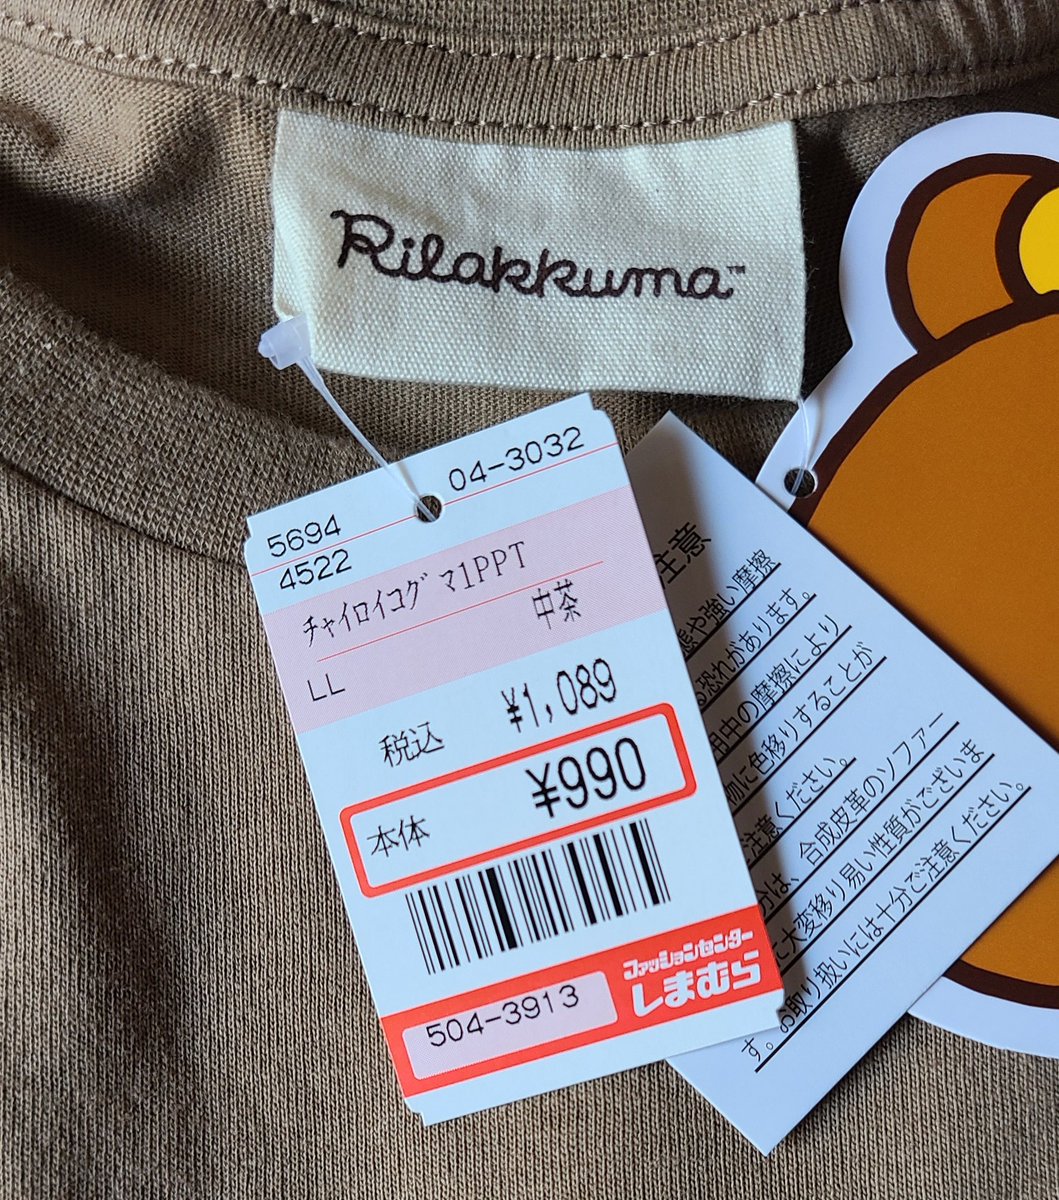 Rilakkuma™
04-3032
5694
4522
ﾁｬｲﾛｲｺｸﾞﾏ1PPT
中茶
LL
税込 ¥1,089
本体 ¥990
ファッションセンター
しまむら
504-3913
注意
や強い摩擦
恐れがあります。
中の摩擦により
に色移りすることが
ください。
注意ください。
は、合成皮革のソファー
大変移り易い性質がございま
す。お取り扱いには十分ご注意ください。